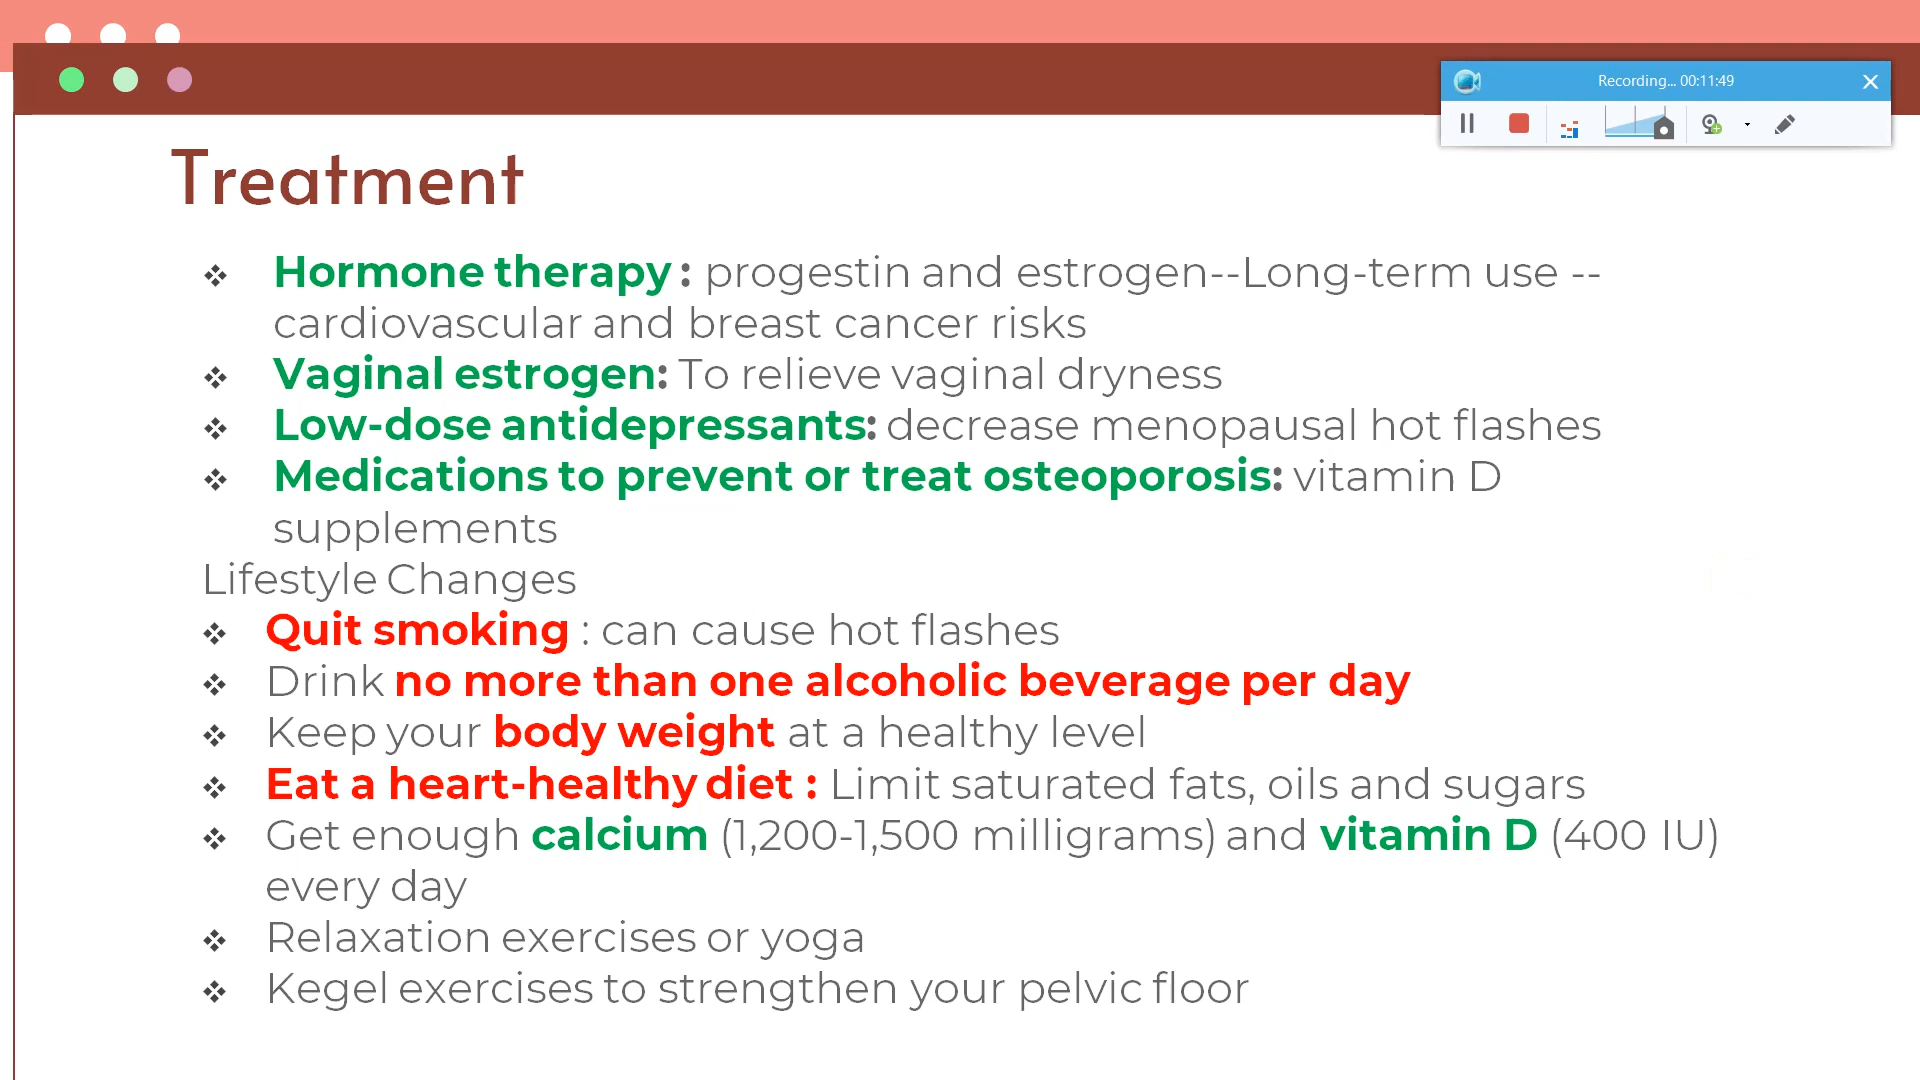 Recording... 00:11:49
Treatment
Hormone therapy : progestin and estrogen--Long-term use --
cardiovascular and breast cancer risks
Vaginal estrogen: To relieve vaginal dryness
Low-dose antidepressants: decrease menopausal hot flashes
Medications to prevent or treat osteoporosis: vitamin D
supplements
Lifestyle Changes
Quit smoking : can cause hot flashes
Drink no more than one alcoholic beverage per day
Keep your body weight at a healthy level
Eat a heart-healthy diet : Limit saturated fats, oils and sugars
Get enough calcium (1,200-1,500 milligrams) and vitamin D (400 IU)
every day
Relaxation exercises or yoga
Kegel exercises to strengthen your pelvic floor